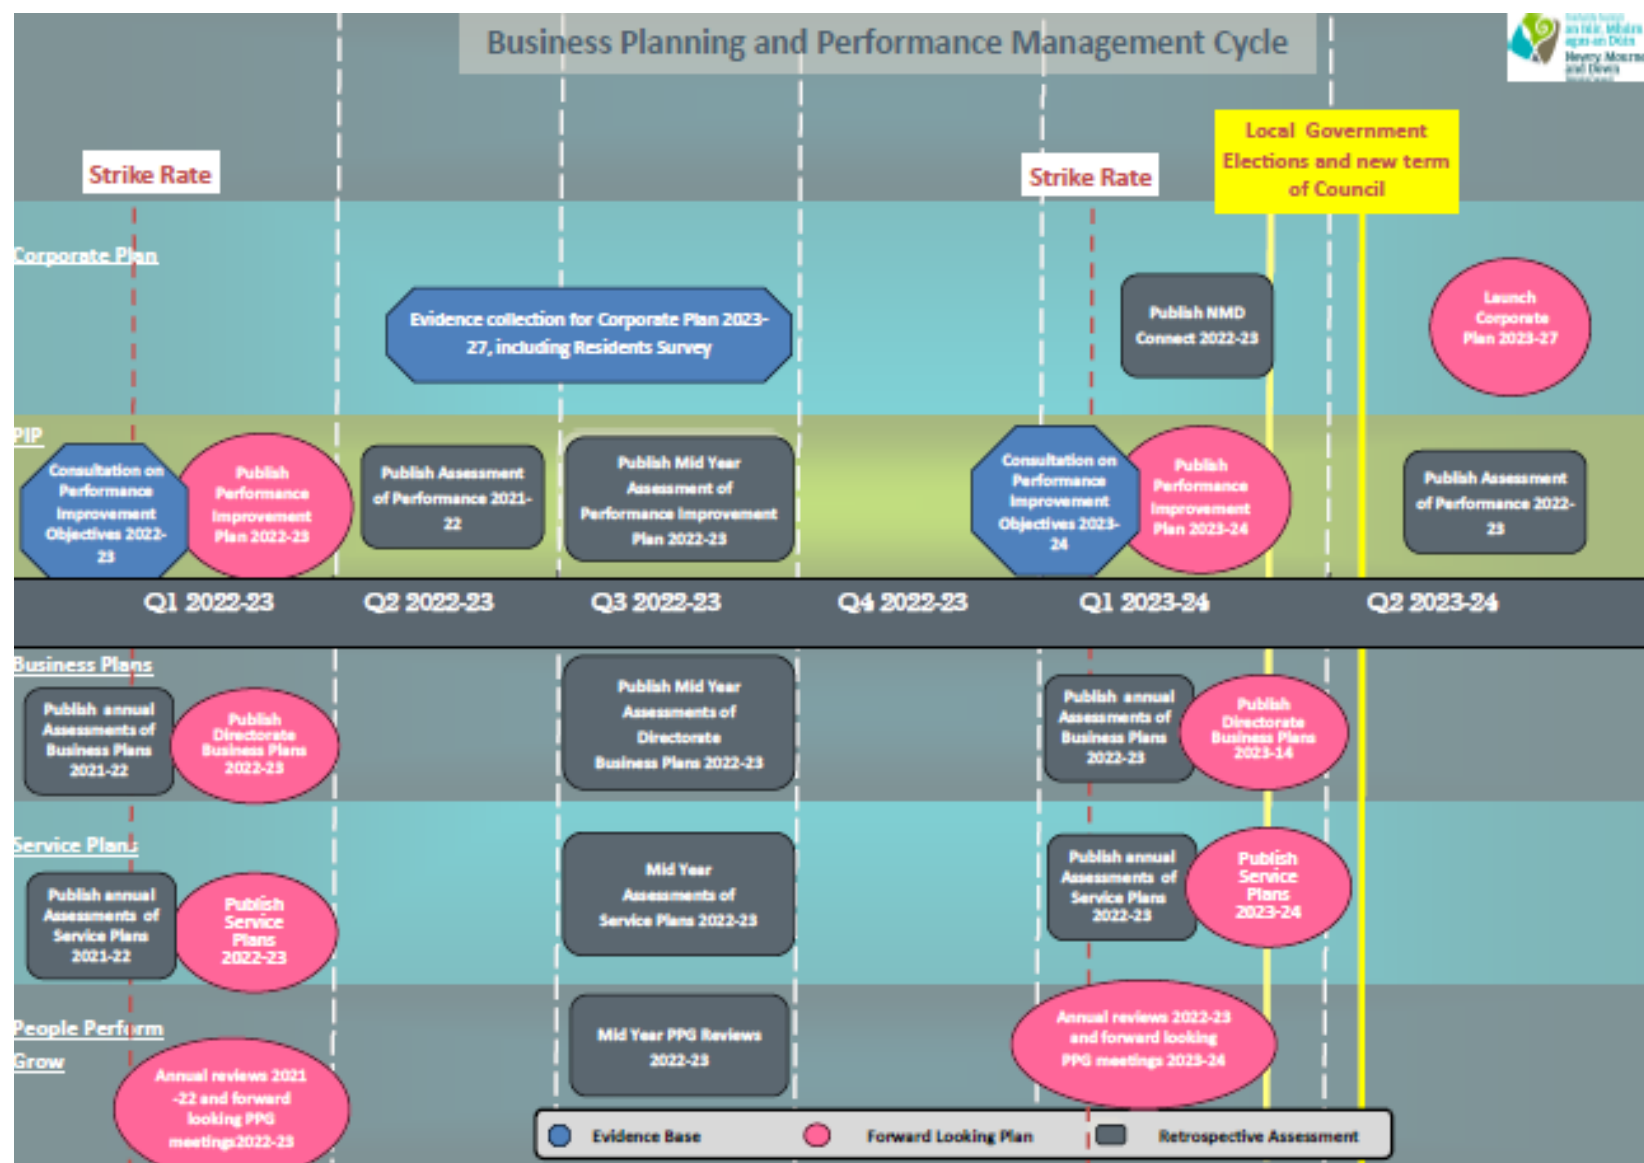 Business Planning and Performance Management Cycle
agus an Dúin
Newry, Mourne
and Down
Strike Rate
Strike Rate
Local Government
Elections and new term
of Council
Corporate Plan
Evidence collection for Corporate Plan 2023-
27, including Residents Survey
Publish NMD
Connect 2022-23
Launch
Corporate
Plan 2023-27
PIP
Consultation on
Performance
Improvement
Objectives 2022-
23
Publish
Performance
Improvement
Plan 2022-23
Publish Assessment
of Performance 2021-
22
Publish Mid Year
Assessment of
Performance Improvement
Plan 2022-23
Consultation on
Performance
Improvement
Objectives 2023-
24
Publish
Performance
Improvement
Plan 2023-24
Publish Assessment
of Performance 2022-
23
Q1 2022-23
Q2 2022-23
Q3 2022-23
Q4 2022-23
Q1 2023-24
Q2 2023-24
Business Plans
Publish annual
Assessments of
Business Plans
2021-22
Publish
Directorate
Business Plans
2022-23
Publish Mid Year
Assessments of
Directorate
Business Plans 2022-23
Publish annual
Assessments of
Business Plans
2022-23
Publish
Directorate
Business Plans
2023-14
Service Plans
Publish annual
Assessments of
Service Plans
2021-22
Publish
Service
Plans
2022-23
Mid Year
Assessments of
Service Plans 2022-23
Publish annual
Assessments of
Service Plans
2022-23
Publish
Service
Plans
2023-24
People Perform
Grow
Annual reviews 2021
-22 and forward
looking PPG
meetings2022-23
Mid Year PPG Reviews
2022-23
Annual reviews 2022-23
and forward looking
PPG meetings 2023-24
Evidence Base
Forward Looking Plan
Retrospective Assessment